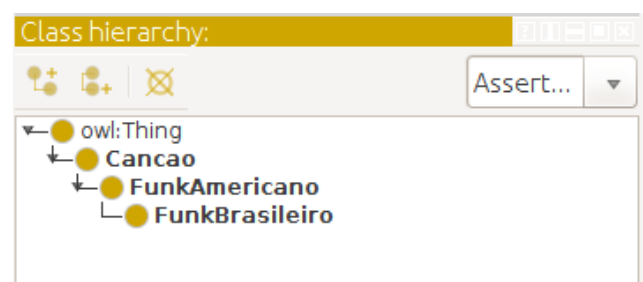 Class hierarchy:
Assert...
owl:Thing
Cancao
FunkAmericano
FunkBrasileiro